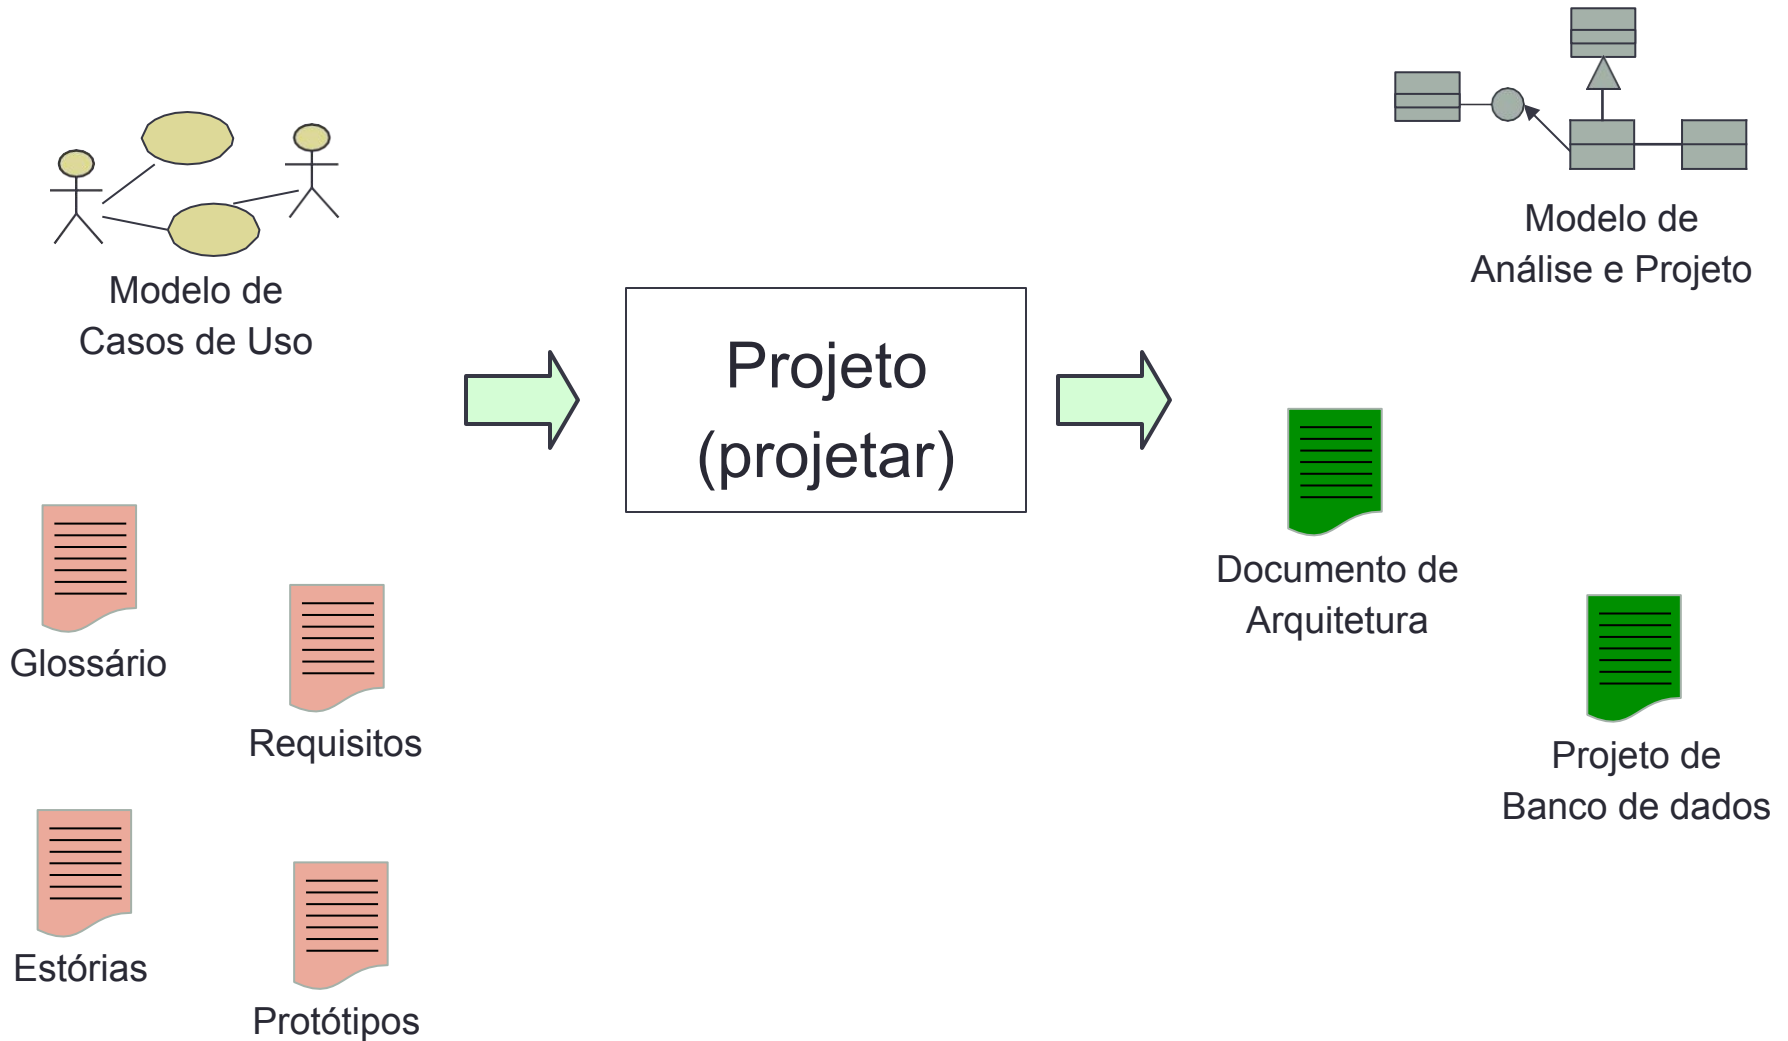 Modelo de
Casos de Uso
Glossário
Requisitos
Estórias
Protótipos
Projeto
(projetar)
Modelo de
Análise e Projeto
Documento de
Arquitetura
Projeto de
Banco de dados